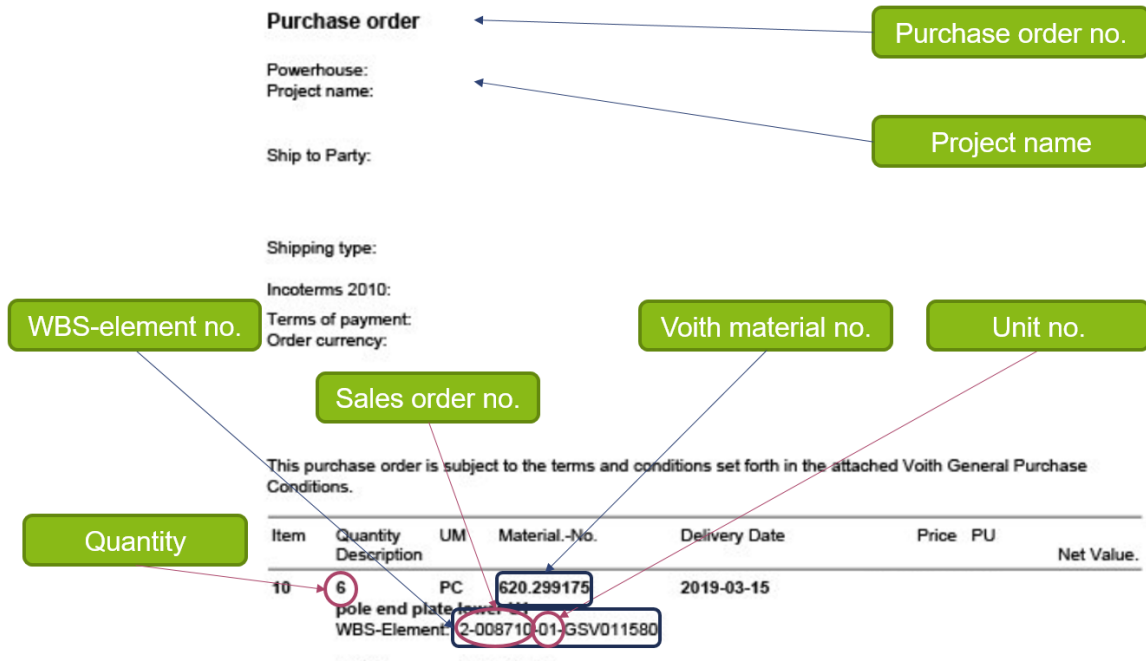 Purchase order
Purchase order no.
Powerhouse:
Project name:
Project name
Ship to Party:
Shipping type:
Incoterms 2010:
WBS-element no.
Terms of payment:
Order currency:
Voith material no.
Unit no.
Sales order no.
This purchase order is subject to the terms and conditions set forth in the attached Voith General Purchase
Conditions.
Quantity
Item Quantity UM Material.-No. Delivery Date Price PU
Description Net Value.
10 6 PC 620.299175 2019-03-15
pole end plate lower
WBS-Element: 2-008710-01-GSV011580